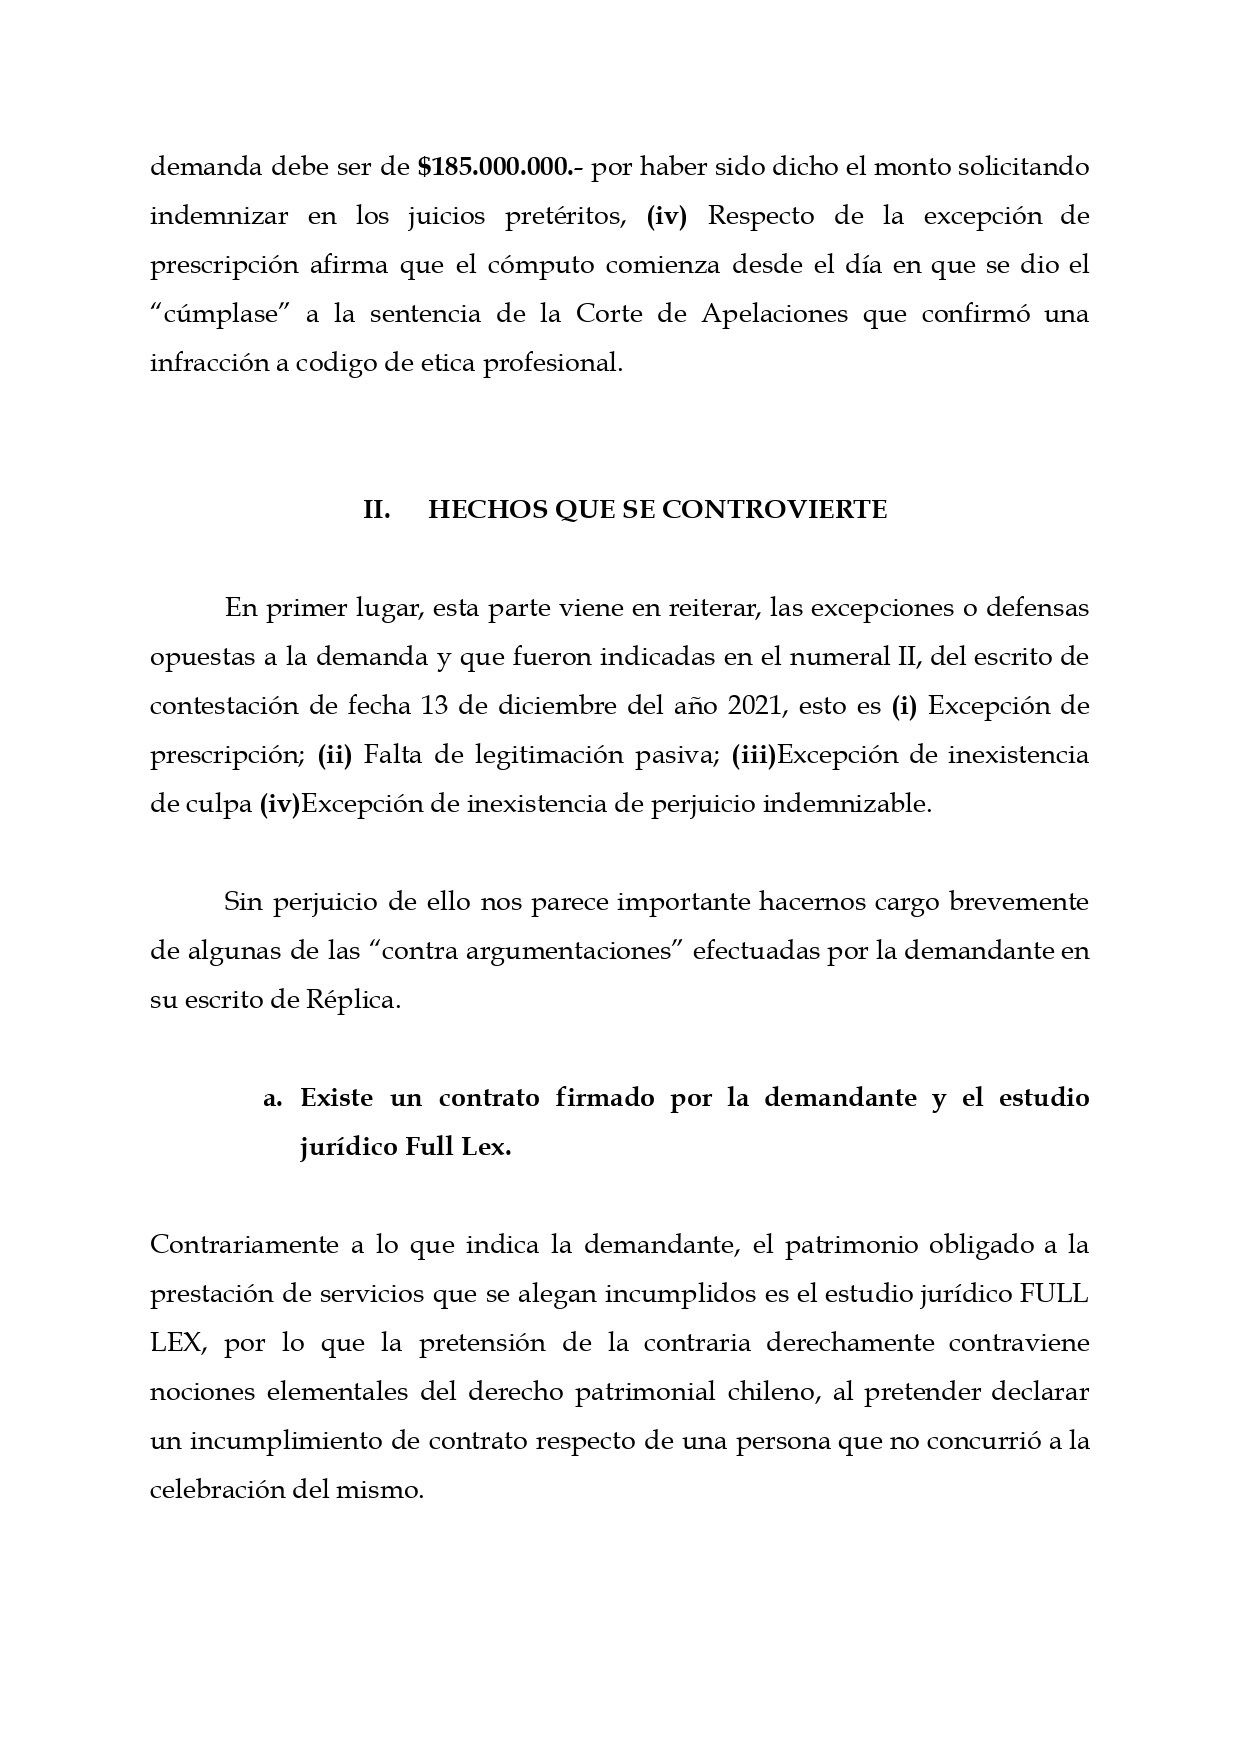 demanda debe ser de $185.000.000.- por haber sido dicho el monto solicitando
indemnizar en los juicios pretéritos, (iv) Respecto de la excepción de
prescripción afirma que el cómputo comienza desde el día en que se dio el
“cúmplase” a la sentencia de la Corte de Apelaciones que confirmó una
infracción a codigo de etica profesional.
II. HECHOS QUE SE CONTROVIERTE
En primer lugar, esta parte viene en reiterar, las excepciones o defensas
opuestas a la demanda y que fueron indicadas en el numeral II, del escrito de
contestación de fecha 13 de diciembre del año 2021, esto es (i) Excepción de
prescripción; (ii) Falta de legitimación pasiva; (iii)Excepción de inexistencia
de culpa (iv)Excepción de inexistencia de perjuicio indemnizable.
Sin perjuicio de ello nos parece importante hacernos cargo brevemente
de algunas de las “contra argumentaciones” efectuadas por la demandante en
su escrito de Réplica.
a. Existe un contrato firmado por la demandante y el estudio
jurídico Full Lex.
Contrariamente a lo que indica la demandante, el patrimonio obligado a la
prestación de servicios que se alegan incumplidos es el estudio jurídico FULL
LEX, por lo que la pretensión de la contraria derechamente contraviene
nociones elementales del derecho patrimonial chileno, al pretender declarar
un incumplimiento de contrato respecto de una persona que no concurrió a la
celebración del mismo.